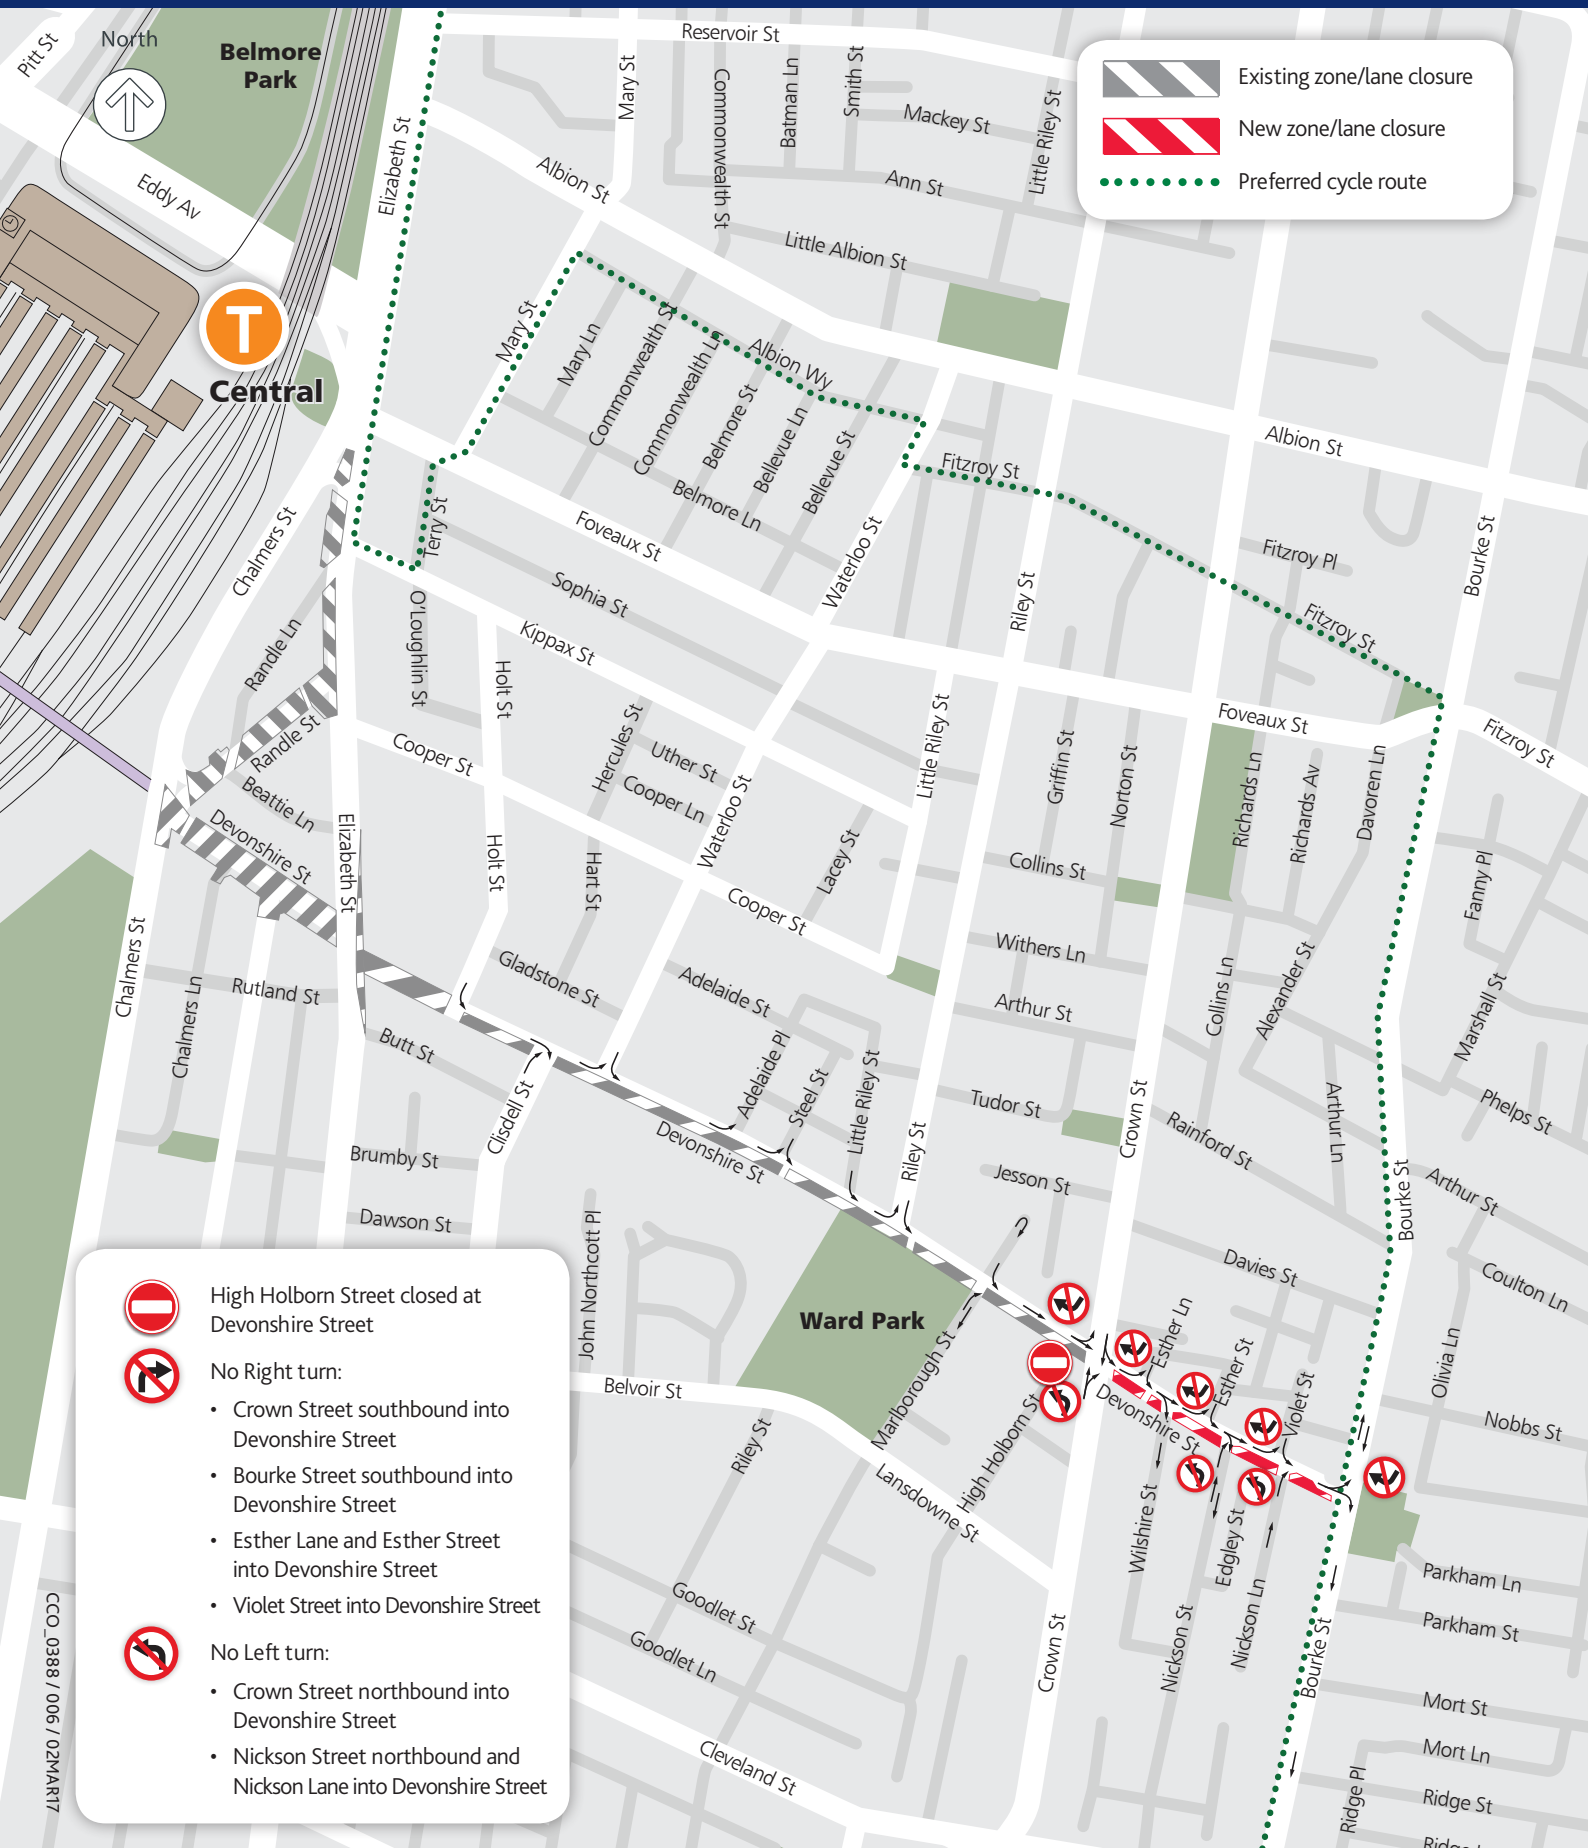 Pitt St
North
Belmore
Park
Reservoir St
Mary St
Commonwealth St
Batman Ln
Smith St
Mackey St
Little Riley St
Ann St
Existing zone/lane closure
New zone/lane closure
Preferred cycle route
Eddy Av
Elizabeth St
Albion St
Little Albion St
T
Central
Mary St
Mary Ln
Commonwealth St
Commonwealth Ln
Albion Wy
Belmore St
Bellevue Ln
Bellevue St
Belmore Ln
Fitzroy St
Albion St
Chalmers St
Terry St
Foveaux St
Waterloo St
Riley St
Fitzroy Pl
Bourke St
Fitzroy St
Sophia St
O'Loughlin St
Kippax St
Randle Ln
Holt St
Hercules St
Uther St
Cooper Ln
Little Riley St
Griffin St
Norton St
Foveaux St
Fitzroy St
Richards Ln
Richards Av
Davoren Ln
Randle St
Cooper St
Beattie Ln
Devonshire St
Elizabeth St
Holt St
Hart St
Waterloo St
Lacey St
Collins St
Fanny Pl
Cooper St
Chalmers St
Chalmers Ln
Rutland St
Gladstone St
Adelaide St
Withers Ln
Arthur St
Collins Ln
Alexander St
Marshall St
Butt St
Clisdell St
Adelaide Pl
Steel St
Little Riley St
Tudor St
Crown St
Rainford St
Arthur Ln
Phelps St
Brumby St
Devonshire St
Riley St
Jesson St
Bourke St
Arthur St
Dawson St
John Northcott Pl
Davies St
Coulton Ln
Ward Park
Marlborough St
Esther Ln
Esther St
Violet St
Olivia Ln
Belvoir St
Riley St
High Holborn St
Devonshire St
Nobbs St
Lansdowne St
Wilshire St
Edgley St
Nickson Ln
Nickson St
Parkham Ln
Parkham St
Goodlet St
Goodlet Ln
Crown St
Bourke St
Mort St
Mort Ln
Cleveland St
Ridge Pl
Ridge St
High Holborn Street closed at
Devonshire Street
No Right turn:
• Crown Street southbound into
Devonshire Street
• Bourke Street southbound into
Devonshire Street
• Esther Lane and Esther Street
into Devonshire Street
• Violet Street into Devonshire Street
No Left turn:
• Crown Street northbound into
Devonshire Street
• Nickson Street northbound and
Nickson Lane into Devonshire Street
CCO_0388 / 006 / 02MAR17